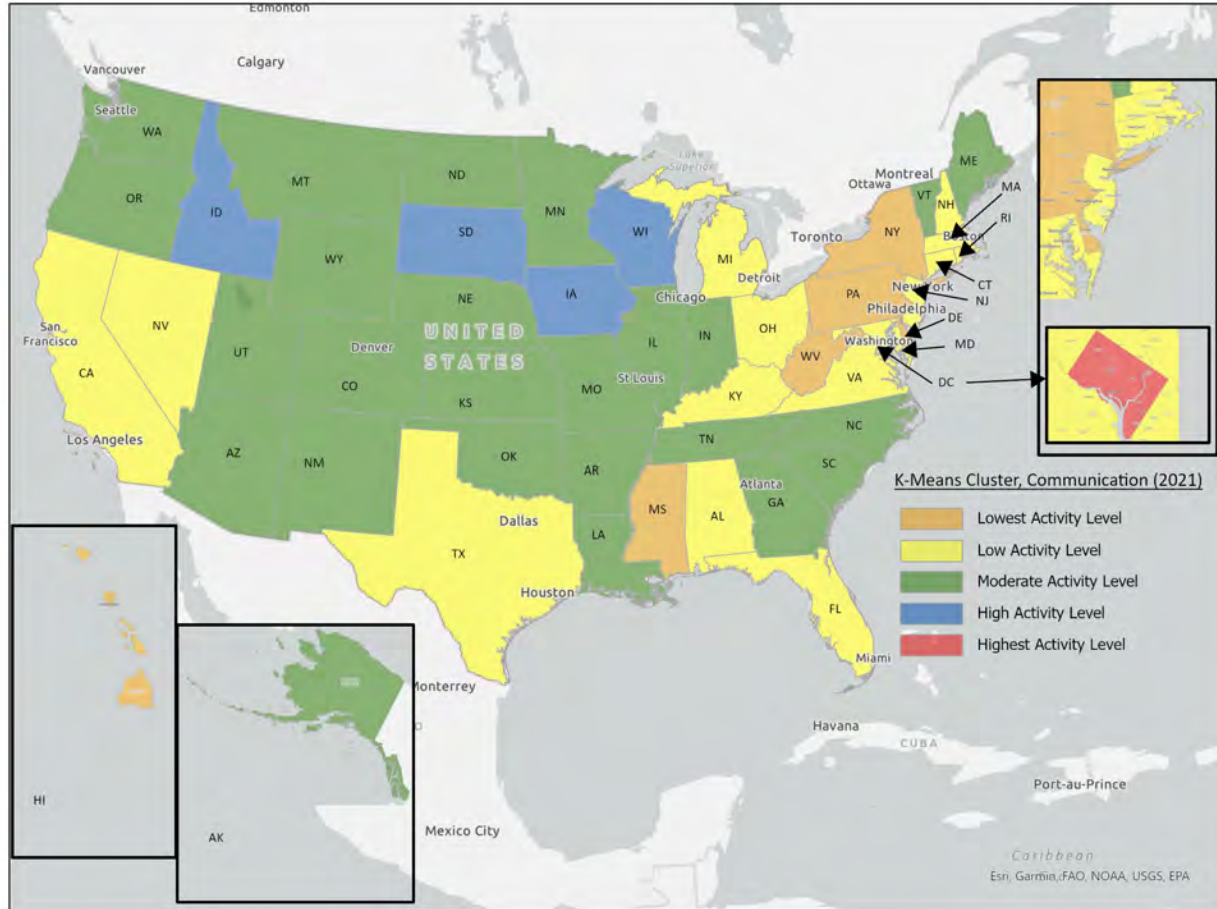 Edmonton
Calgary
Vancouver
Seattle
WA
MT
ND
MN
Lake
Superior
OR
ID
SD
WI
WY
MI
Montreal
Ottawa
ME
VT
NH
MA
RI
Boston
Toronto
NY
Detroit
Chicago
IA
NE
PA
New York
CT
NJ
Philadelphia
San
Francisco
NV
UT
Denver
UNITED
STATES
IL
IN
OH
Washington
DE
MD
DC
CA
CO
KS
MO
St Louis
WV
VA
KY
Los Angeles
AZ
NM
OK
AR
TN
NC
SC
Atlanta
GA
Dallas
MS
AL
LA
TX
Houston
FL
Miami
K-Means Cluster, Communication (2021)
Lowest Activity Level
Low Activity Level
Moderate Activity Level
High Activity Level
Highest Activity Level
HI
AK
Monterrey
O
Havana
CUBA
Port-au-Prince
Mexico City
Caribbean
Esri, Garmin, FAO, NOAA, USGS, EPA